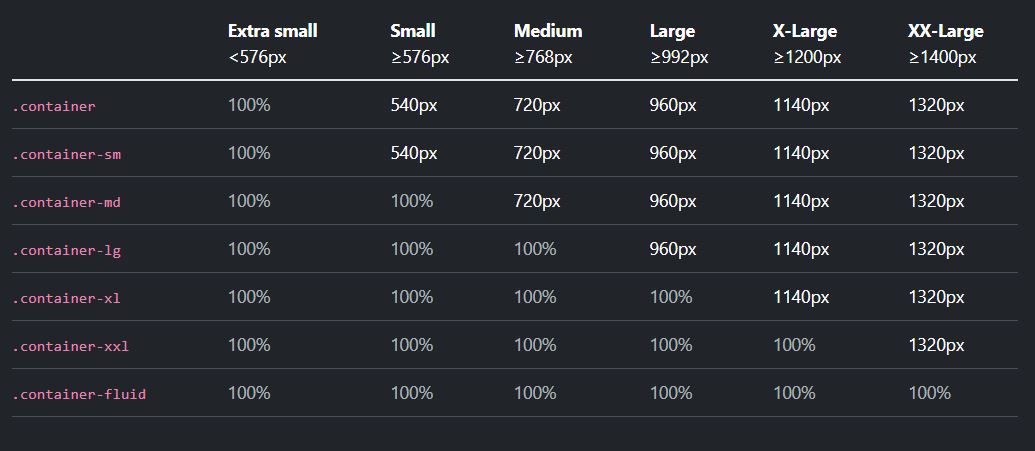 Extra small Small Medium Large X-Large XX-Large
<576px ≥576px ≥768px ≥992px ≥1200px ≥1400px
.container 100% 540px 720px 960px 1140px 1320px
.container-sm 100% 540px 720px 960px 1140px 1320px
.container-md 100% 100% 720px 960px 1140px 1320px
.container-lg 100% 100% 100% 960px 1140px 1320px
.container-xl 100% 100% 100% 100% 1140px 1320px
.container-xxl 100% 100% 100% 100% 100% 1320px
.container-fluid 100% 100% 100% 100% 100% 100%